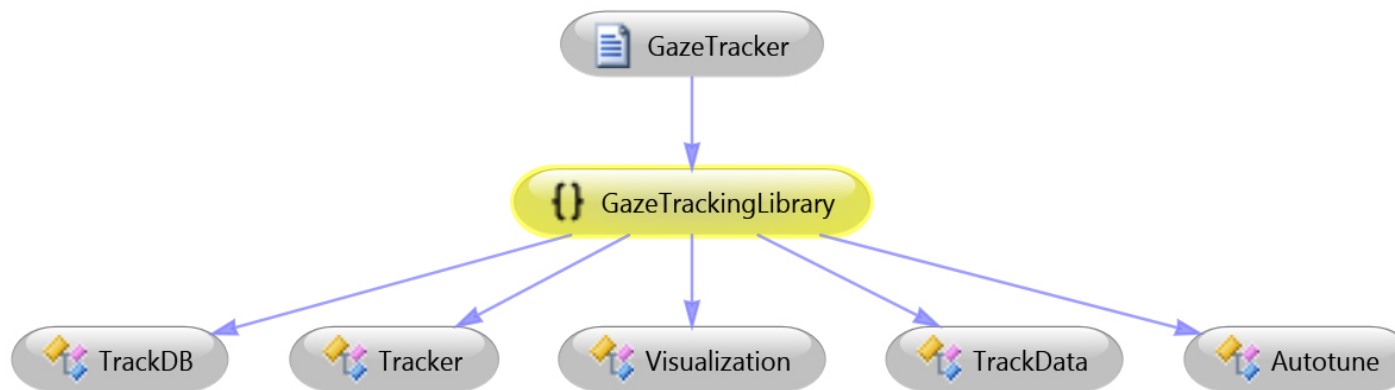 GazeTracker
{} GazeTrackingLibrary
TrackDB
Tracker
Visualization
TrackData
Autotune